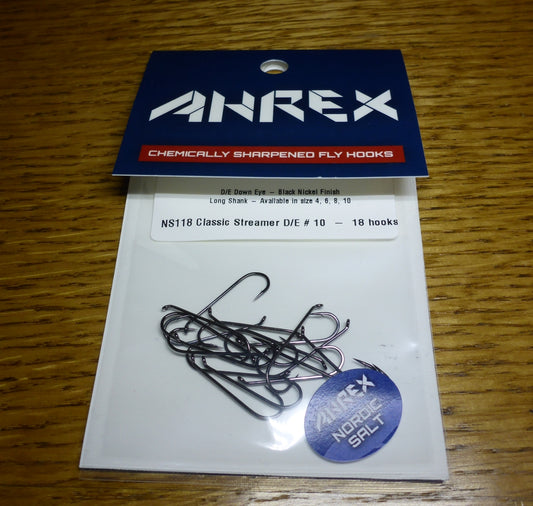 AHREX
CHEMICALLY SHARPENED FLY HOOKS
D/E Down Eye – Black Nickel Finish
Long Shank – Available in size 4, 6, 8, 10
NS118 Classic Streamer D/E # 10 – 18 hooks
AHREX
NORDIC
SALT